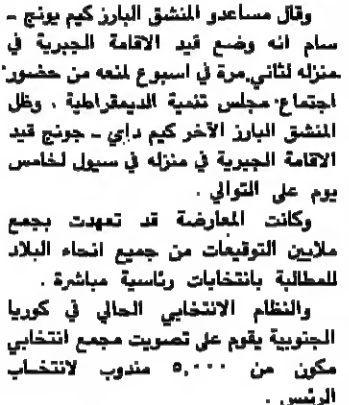 وقال مساعدو المنشق البارز كيم يونج ـ
سام انه وضع قيد الاقامة الجبرية في
منزله لثاني مرة في اسبوع لمنعه من حضور
اجتماع مجلس تنمية الديمقراطية . وظل
المنشق البارز الآخر كيم داي ـ جونج قيد
الاقامة الجبرية في منزله في سيول لخامس
يوم على التوالي .
وكانت المعارضة قد تعهدت بجمع
ملايين التوقيعات من جميع انحاء البلاد
للمطالبة بانتخابات رئاسية مباشرة .
والنظام الانتخابي الحالي في كوريا
الجنوبية يقوم على تصويت مجمع انتخابي
مكون من ٥,٠٠٠ مندوب لانتخاب
الرئيس .